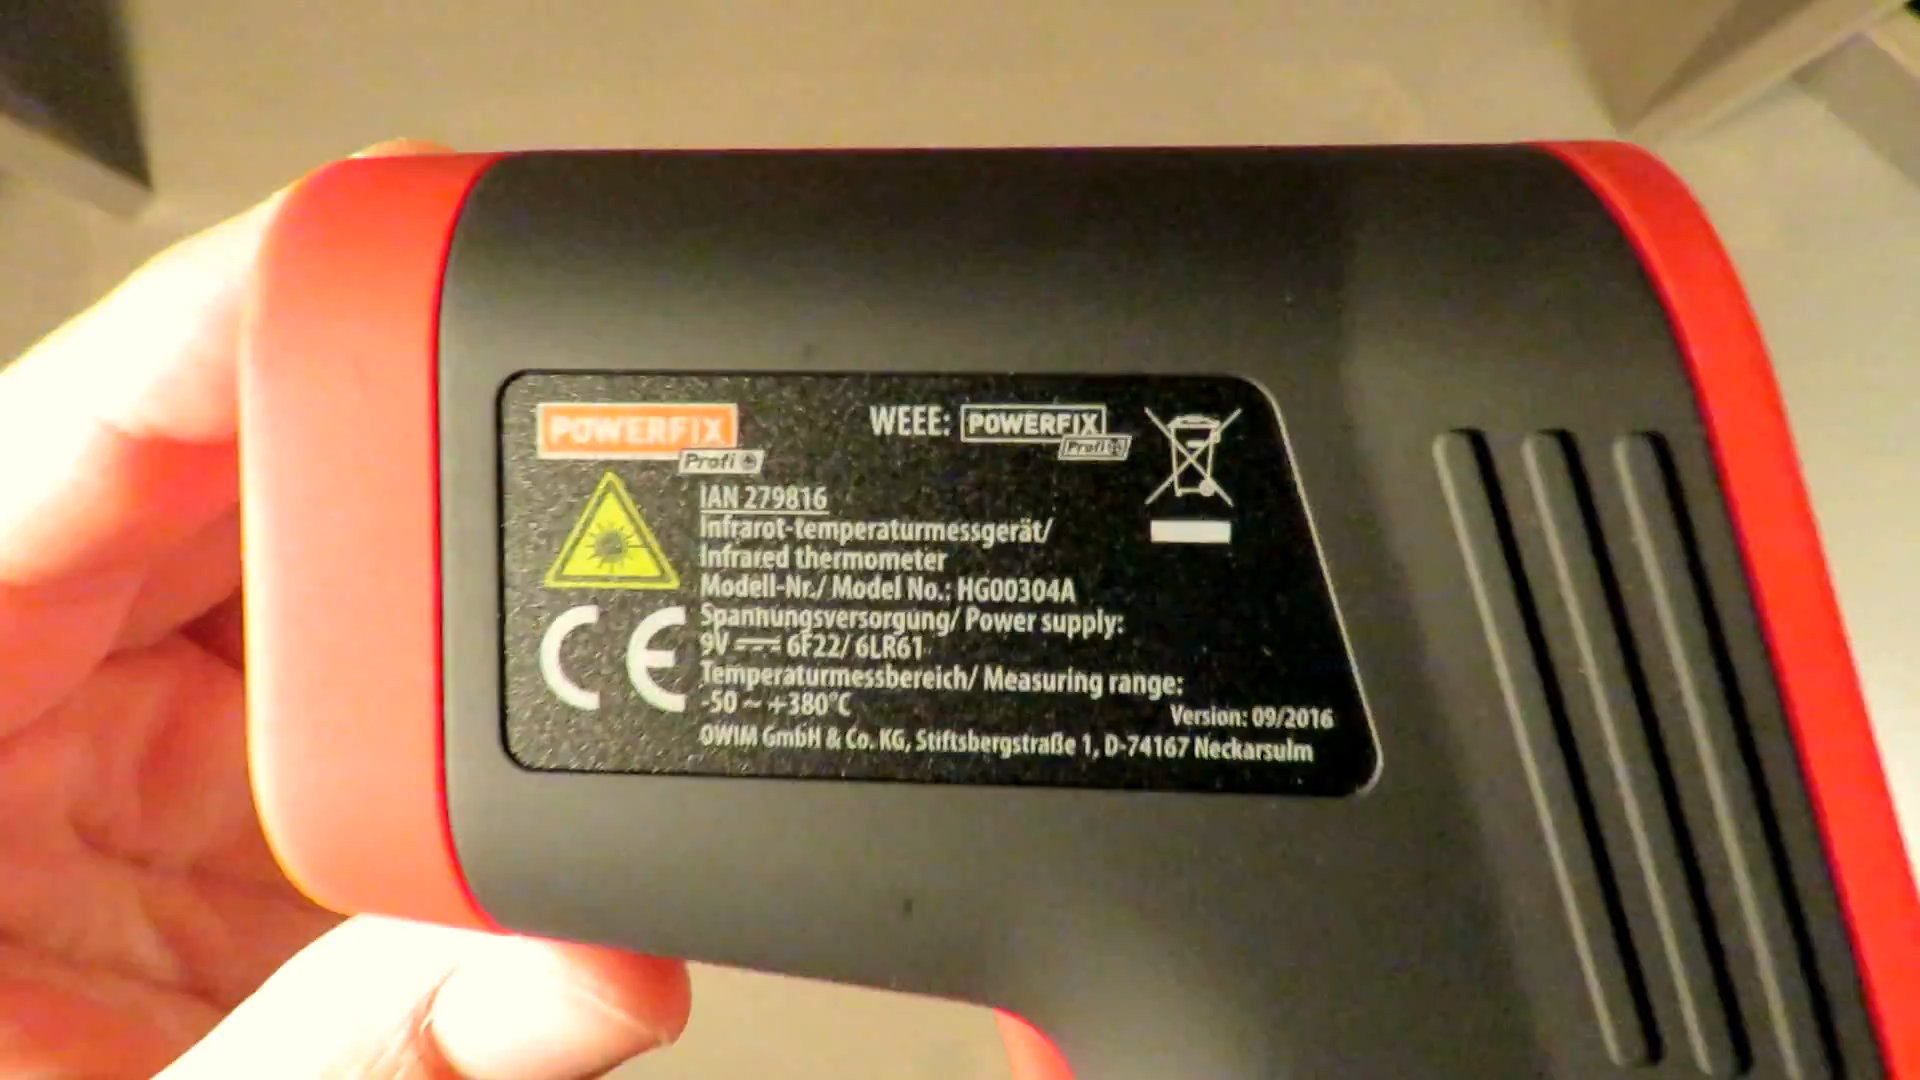 POWERFIX
Profi
WEEE: POWERFIX
Profi
IAN 279816
Infrarot-temperaturmessgerät/
Infrared thermometer
Modell-Nr./ Model No.: HG00304A
Spannungsversorgung/ Power supply:
9V ⎓ 6F22/ 6LR61
Temperaturmessbereich/ Measuring range:
-50 ~ +380°C
Version: 09/2016
OWIM GmbH & Co. KG, Stiftsbergstraße 1, D-74167 Neckarsulm
CE